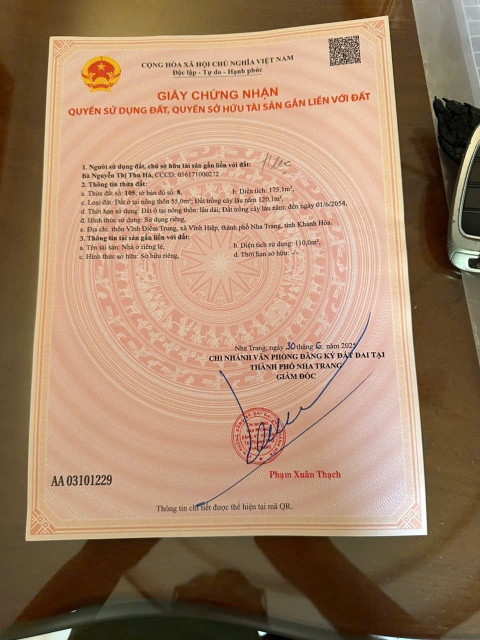 CỘNG HÒA XÃ HỘI CHỦ NGHĨA VIỆT NAM
Độc lập - Tự do - Hạnh phúc
GIẤY CHỨNG NHẬN
QUYỀN SỬ DỤNG ĐẤT, QUYỀN SỞ HỮU TÀI SẢN GẮN LIỀN VỚI ĐẤT
1. Người sử dụng đất, chủ sở hữu tài sản gắn liền với đất:
Bà Nguyễn Thị Thu Hà, CCCD: 056171000272
2. Thông tin thửa đất:
a. Thửa đất số: 105; tờ bản đồ số: 8, b. Diện tích: 175,1m²,
c. Loại đất: Đất ở tại nông thôn 55,0m²; Đất trồng cây lâu năm 120,1m².
d. Thời hạn sử dụng: Đất ở tại nông thôn: lâu dài; Đất trồng cây lâu năm: đến ngày 01/6/2054,
đ. Hình thức sử dụng: Sử dụng riêng,
e. Địa chỉ: thôn Vĩnh Điềm Trung, xã Vĩnh Hiệp, thành phố Nha Trang, tỉnh Khánh Hòa.
3. Thông tin tài sản gắn liền với đất:
a. Tên tài sản: Nhà ở riêng lẻ, b. Diện tích sử dụng: 110,0m²,
c. Hình thức sở hữu: Sở hữu riêng, d. Thời hạn sở hữu: -/-
Nha Trang, ngày 30 tháng 6 năm 2025
CHI NHÁNH VĂN PHÒNG ĐĂNG KÝ ĐẤT ĐAI TẠI
THÀNH PHỐ NHA TRANG
GIÁM ĐỐC
Phạm Xuân Thạch
AA 03101229
Thông tin chi tiết được thể hiện tại mã QR.